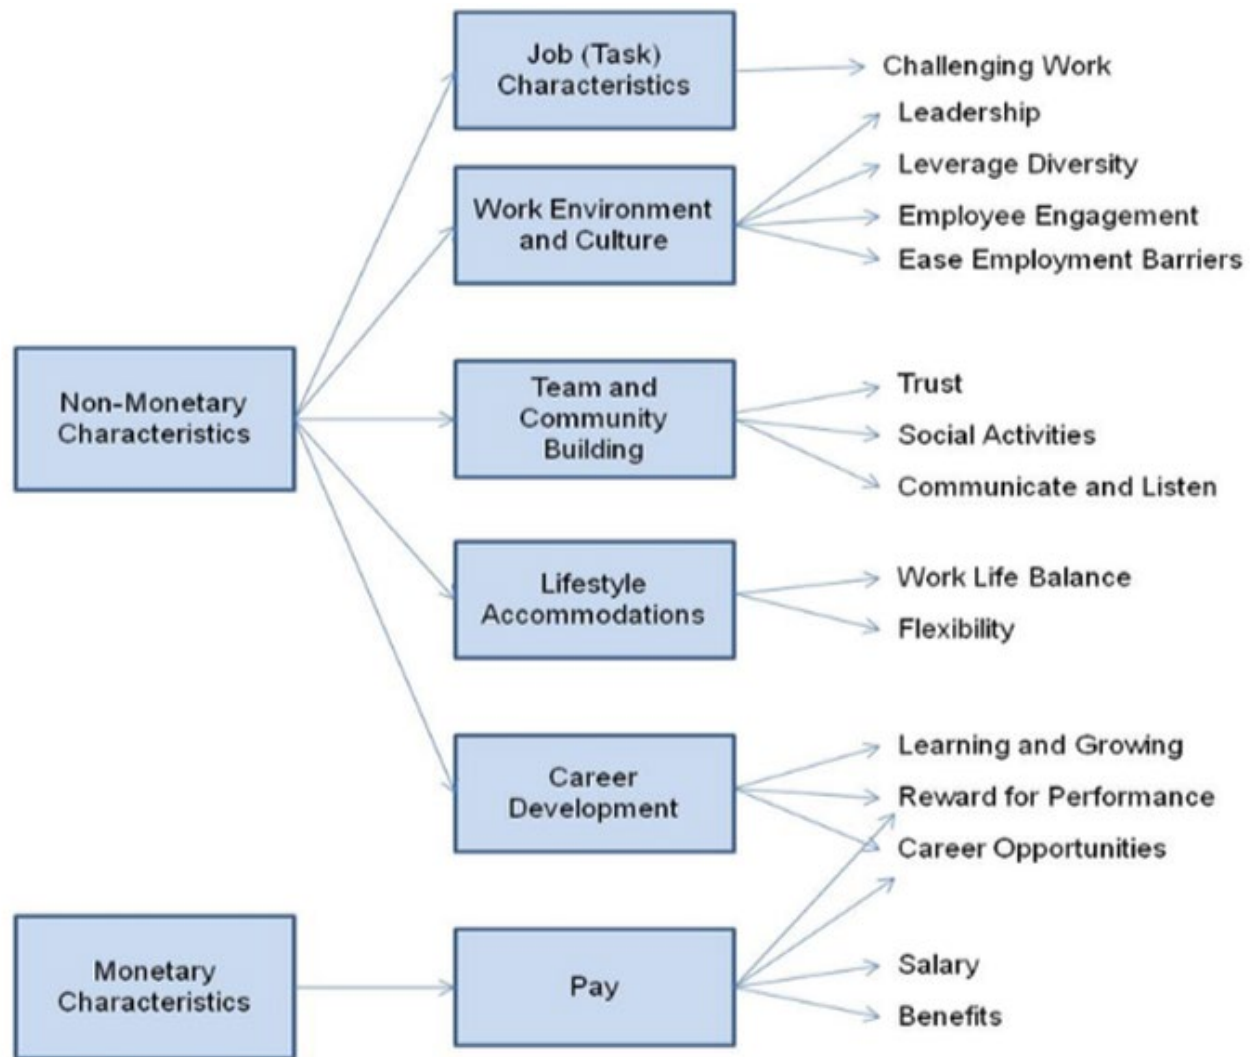 Job (Task)
Characteristics
Challenging Work
Leadership
Work Environment
and Culture
Leverage Diversity
Employee Engagement
Ease Employment Barriers
Non-Monetary
Characteristics
Team and
Community
Building
Trust
Social Activities
Communicate and Listen
Lifestyle
Accommodations
Work Life Balance
Flexibility
Career
Development
Learning and Growing
Reward for Performance
Career Opportunities
Monetary
Characteristics
Pay
Salary
Benefits